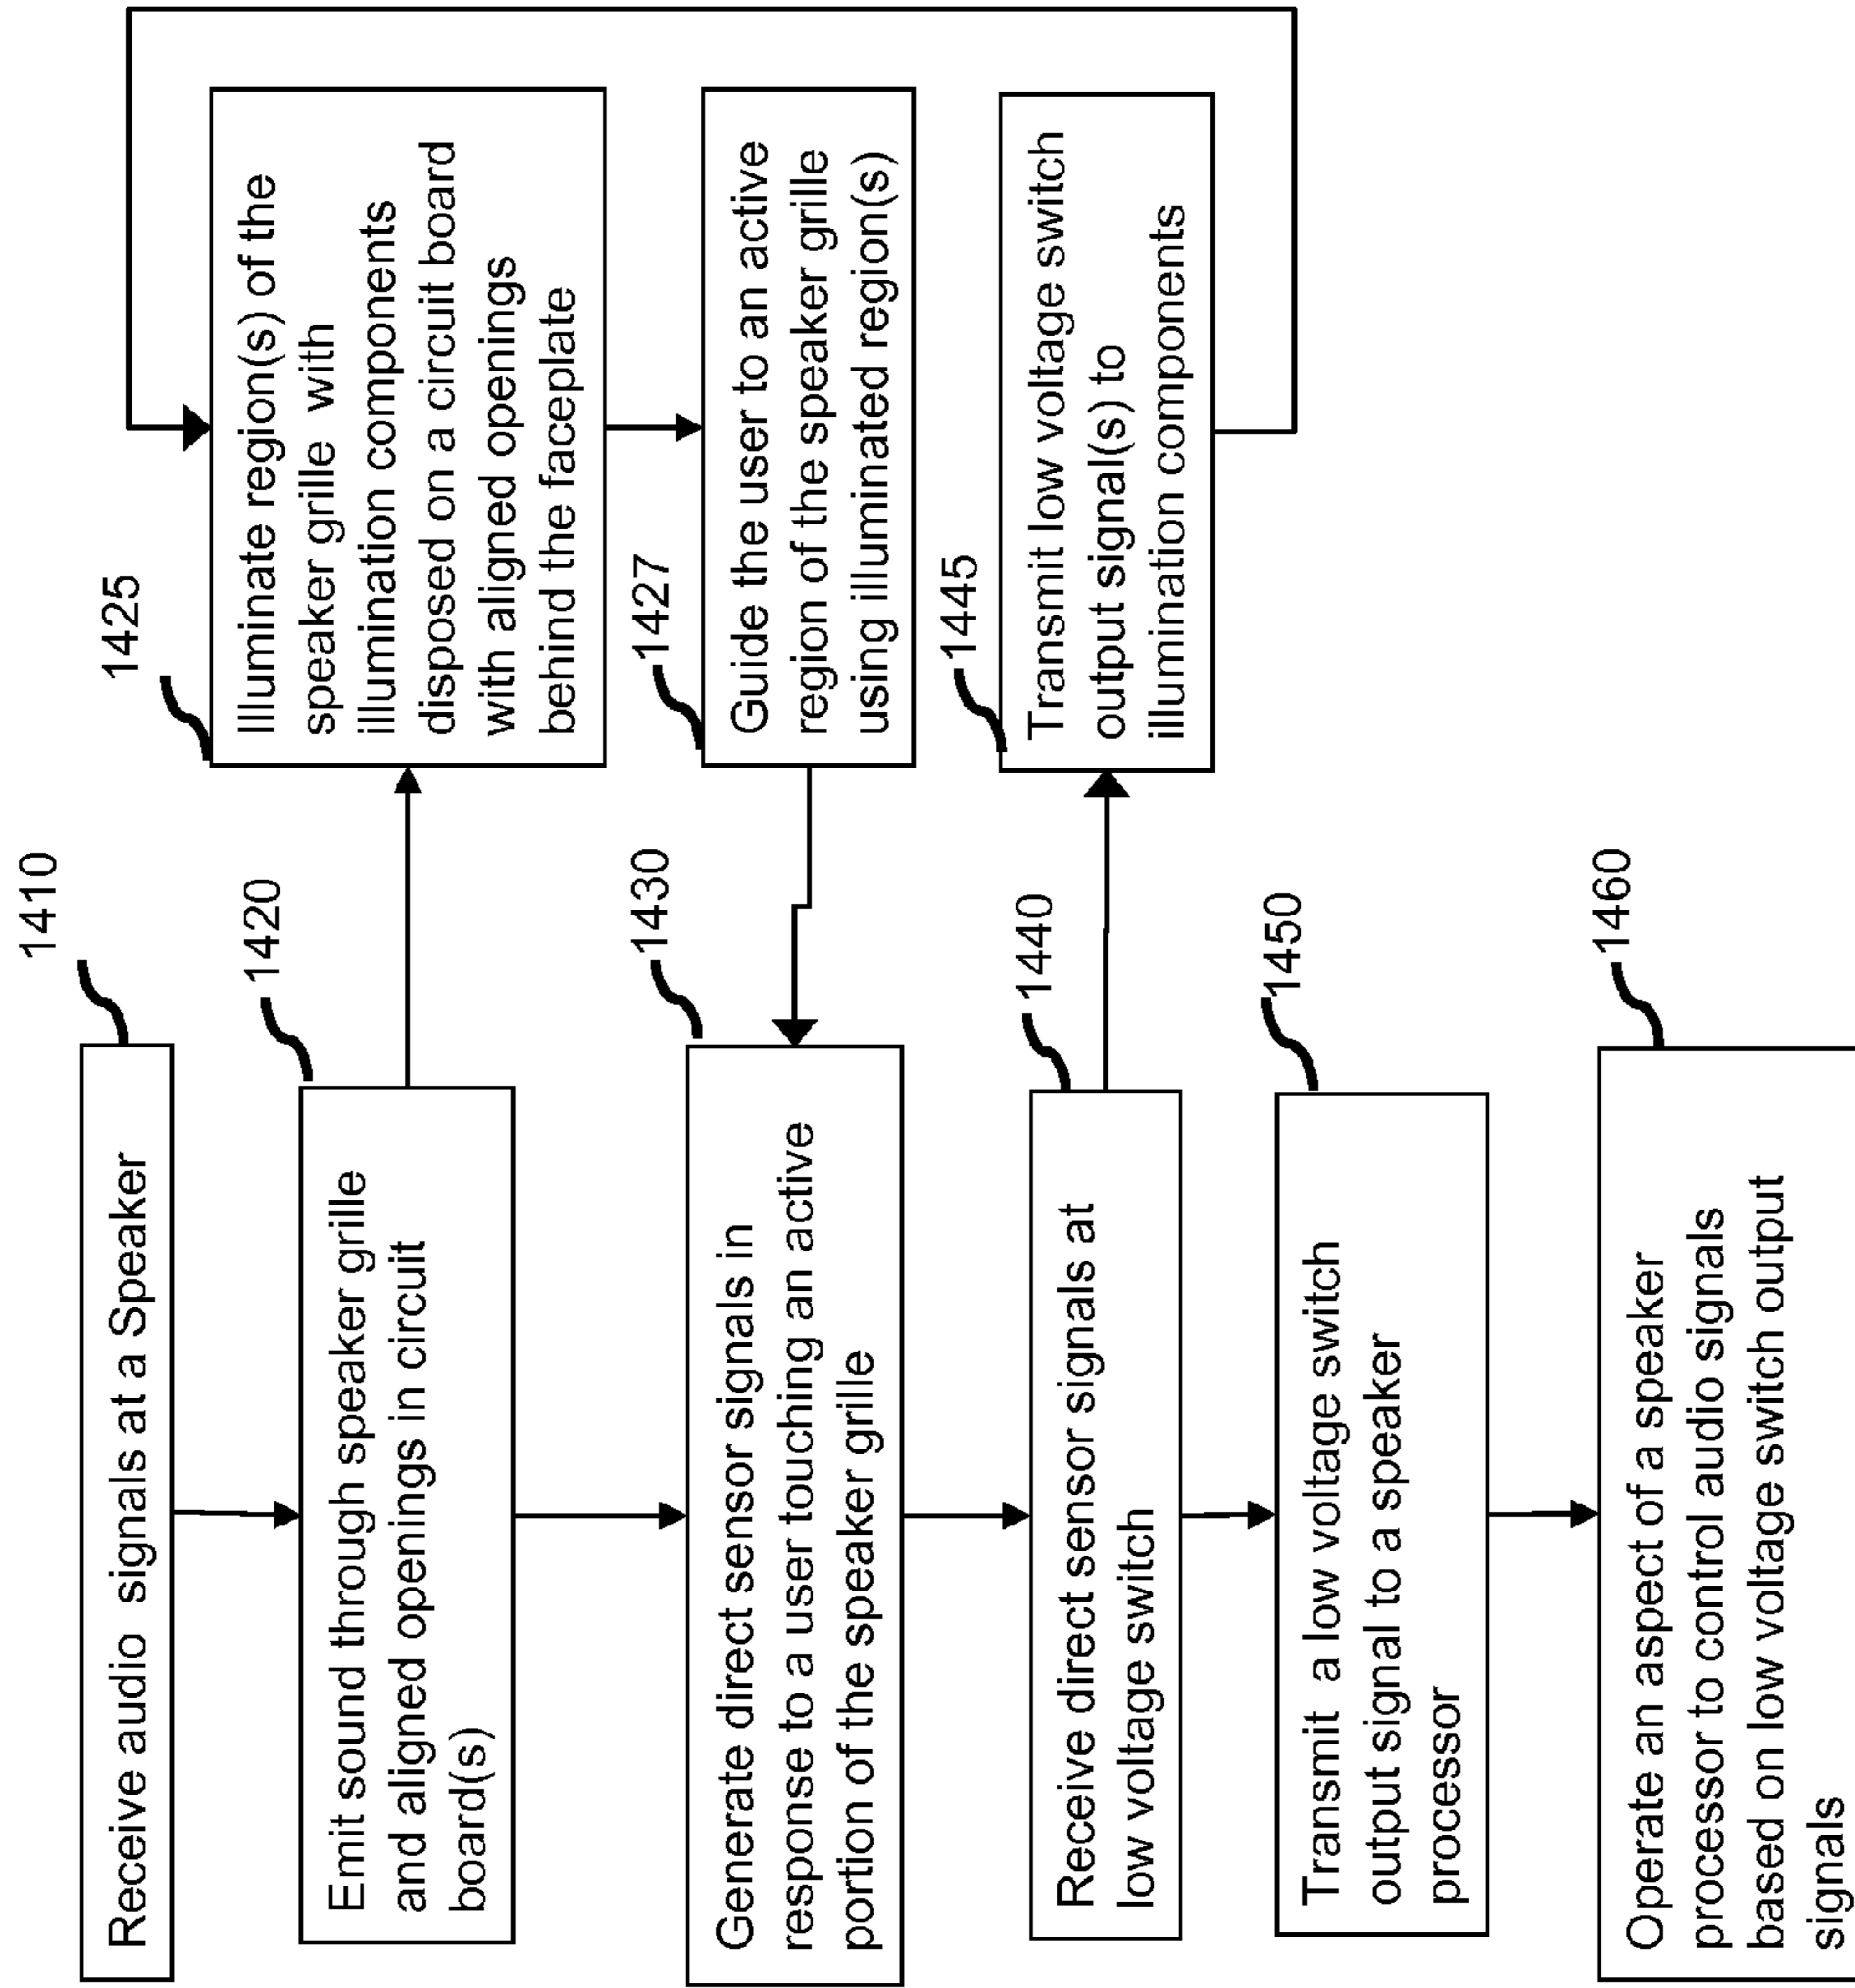 1410
Receive audio signals at a Speaker
1420
Emit sound through speaker grille
and aligned openings in circuit
board(s)
1425
Illuminate region(s) of the
speaker grille with
illumination components
disposed on a circuit board
with aligned openings
behind the faceplate
1427
Guide the user to an active
region of the speaker grille
using illuminated region(s)
1430
Generate direct sensor signals in
response to a user touching an active
portion of the speaker grille
1440
Receive direct sensor signals at
low voltage switch
1445
Transmit low voltage switch
output signal(s) to
illumination components
1450
Transmit a low voltage switch
output signal to a speaker
processor
1460
Operate an aspect of a speaker
processor to control audio signals
based on low voltage switch output
signals